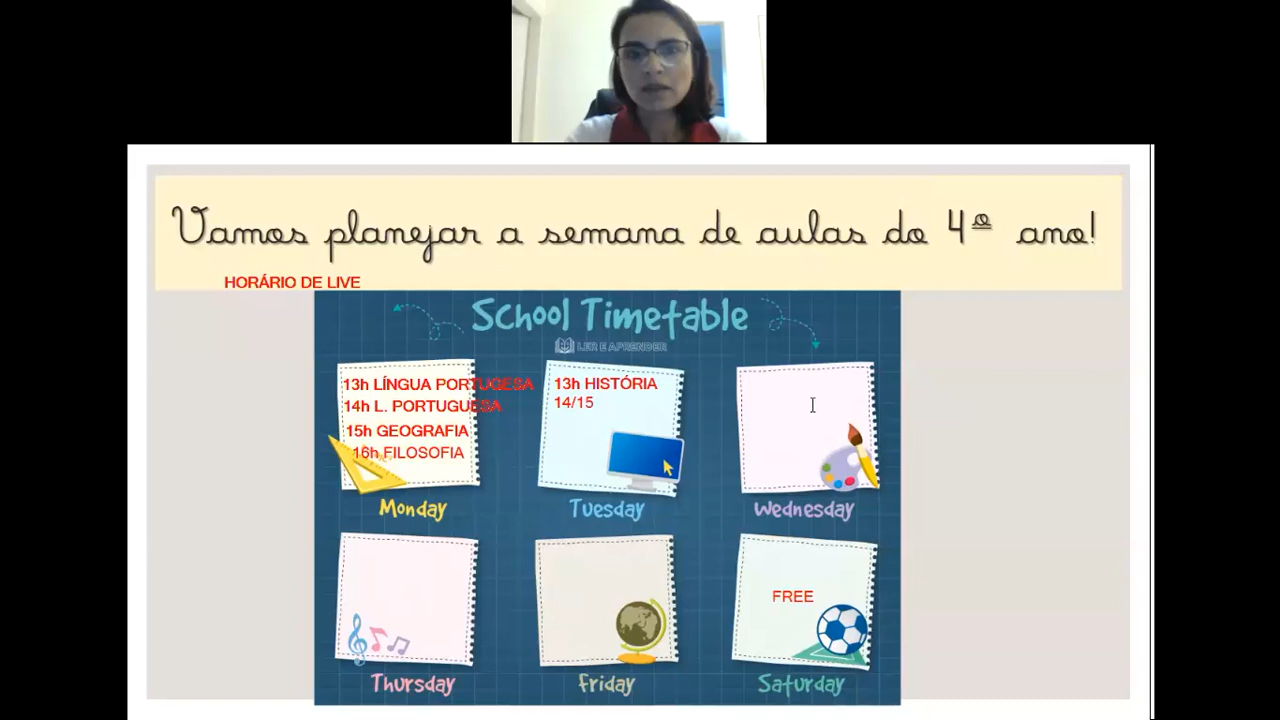 Vamos planejar a semana de aulas do 4º ano!
HORÁRIO DE LIVE
School Timetable
LER E APRENDER
13h LÍNGUA PORTUGESA
14h L. PORTUGUESA
15h GEOGRAFIA
16h FILOSOFIA
Monday
13h HISTÓRIA
14/15
Tuesday
Wednesday
Thursday
Friday
FREE
Saturday